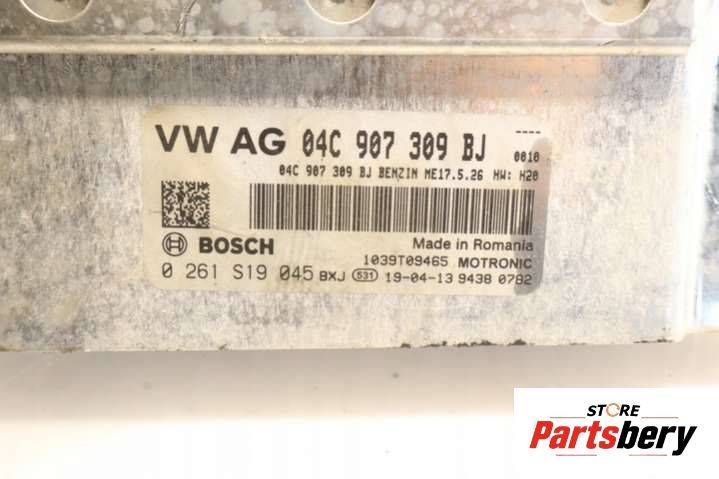 VW AG 04C 907 309 BJ ----
0010
04C 907 309 BJ BENZIN ME17.5.26 HW: H20
BOSCH Made in Romania
1039T09465 MOTRONIC
0 261 S19 045 BXJ 531 19-04-13 9438 0782
STORE
Partsbery